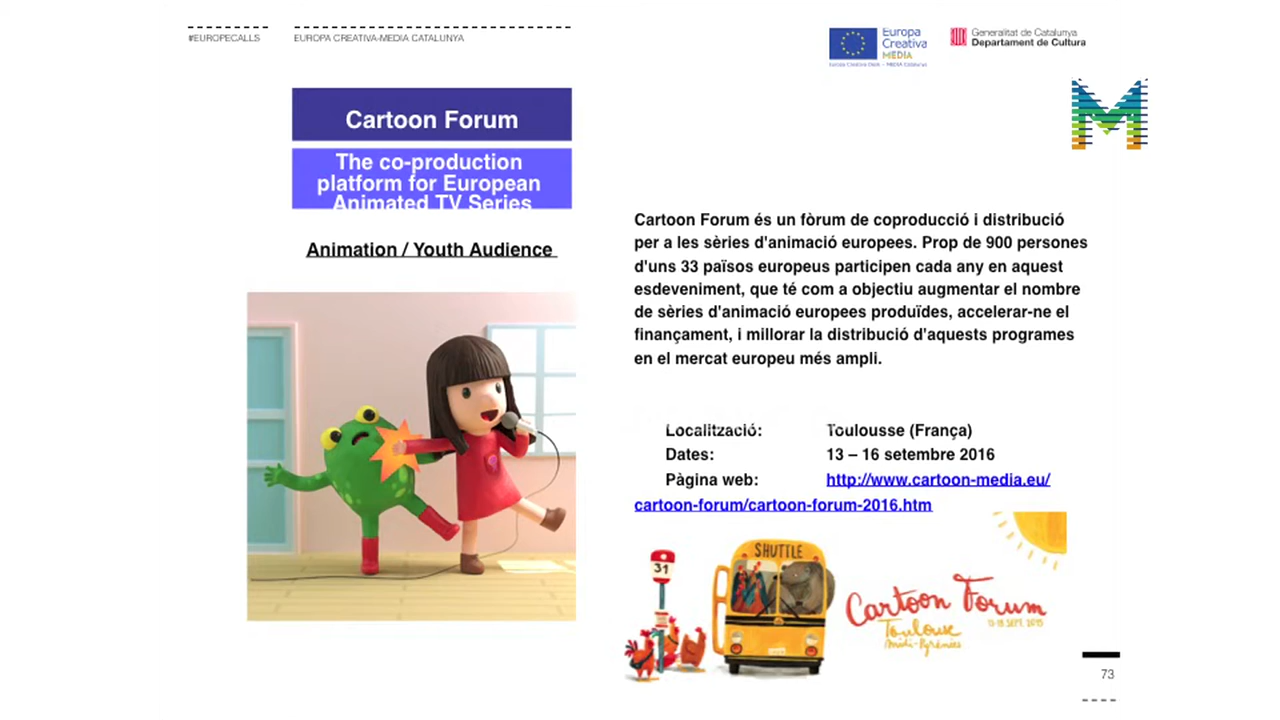 #EUROPECALLS
EUROPA CREATIVA-MEDIA CATALUNYA
Europa
Creativa
MEDIA
Europa Creativa Desk - MEDIA Catalunya
Generalitat de Catalunya
Departament de Cultura
M
Cartoon Forum
The co-production
platform for European
Animated TV Series
Animation / Youth Audience
Cartoon Forum és un fòrum de coproducció i distribució
per a les sèries d'animació europees. Prop de 900 persones
d'uns 33 països europeus participen cada any en aquest
esdeveniment, que té com a objectiu augmentar el nombre
de sèries d'animació europees produïdes, accelerar-ne el
finançament, i millorar la distribució d'aquests programes
en el mercat europeu més ampli.
Localització: Toulousse (França)
Dates: 13 – 16 setembre 2016
Pàgina web: http://www.cartoon-media.eu/
cartoon-forum/cartoon-forum-2016.htm
SHUTTLE
31
Cartoon Forum
Toulouse
Midi-Pyrénées
15-18 SEPT. 2015
73